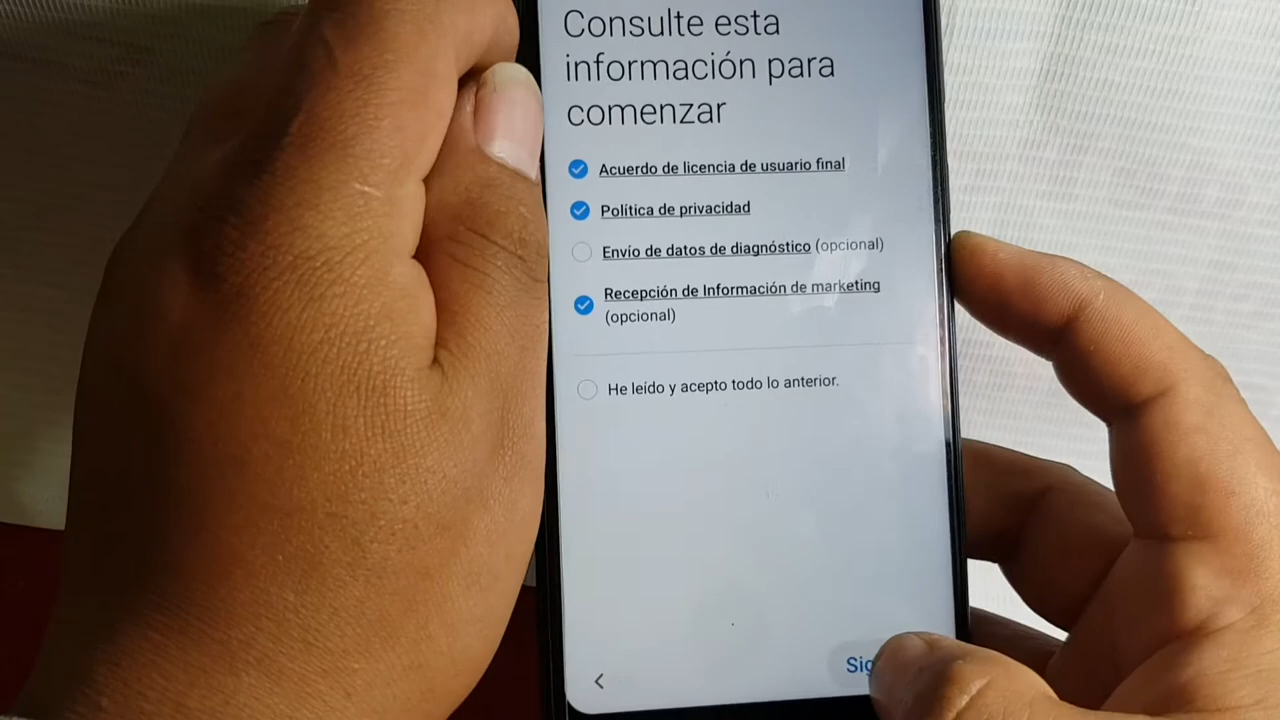 Consulte esta
información para
comenzar
Acuerdo de licencia de usuario final
Política de privacidad
Envío de datos de diagnóstico (opcional)
Recepción de Información de marketing
(opcional)
He leído y acepto todo lo anterior.